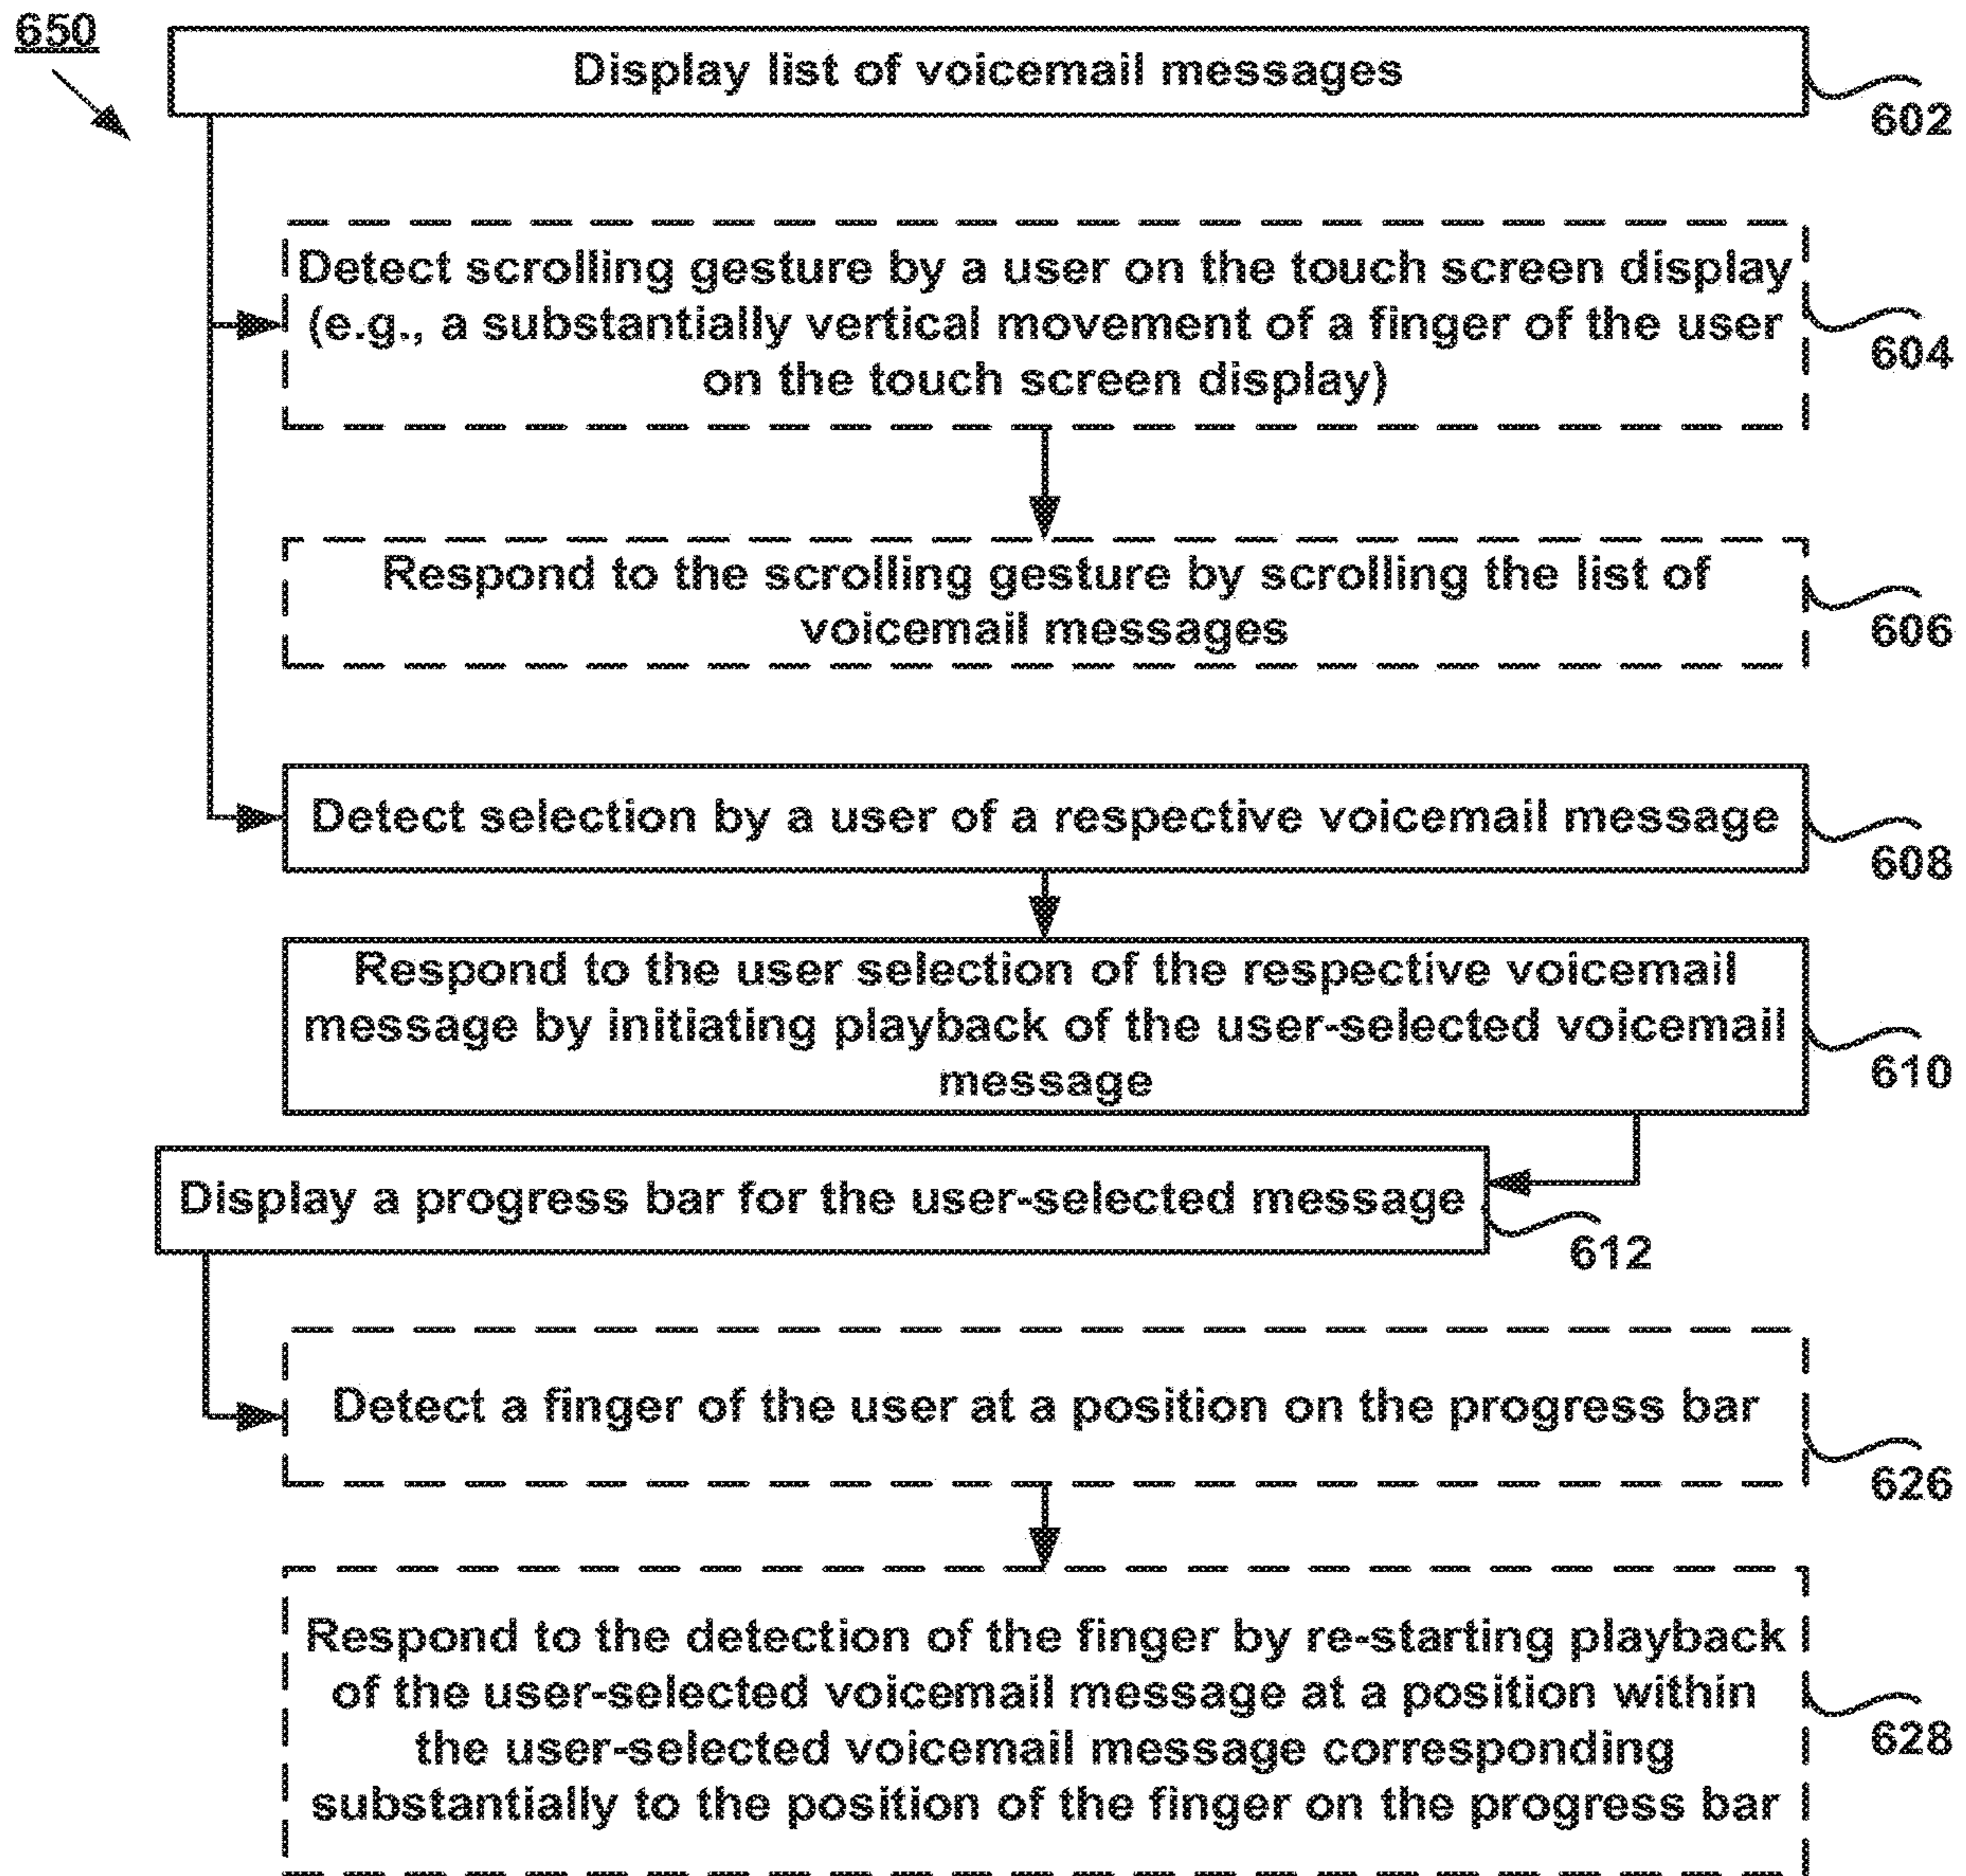 650
Display list of voicemail messages
602
Detect scrolling gesture by a user on the touch screen display
(e.g., a substantially vertical movement of a finger of the user
on the touch screen display)
604
Respond to the scrolling gesture by scrolling the list of
voicemail messages
606
Detect selection by a user of a respective voicemail message
608
Respond to the user selection of the respective voicemail
message by initiating playback of the user-selected voicemail
message
610
Display a progress bar for the user-selected message
612
Detect a finger of the user at a position on the progress bar
626
Respond to the detection of the finger by re-starting playback
of the user-selected voicemail message at a position within
the user-selected voicemail message corresponding
substantially to the position of the finger on the progress bar
628